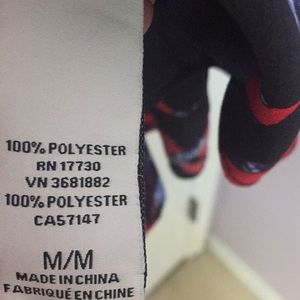 100% POLYESTER
RN 17730
VN 3681882
100% POLYESTER
CA57147
M/M
MADE IN CHINA
FABRIQUÉ EN CHINE